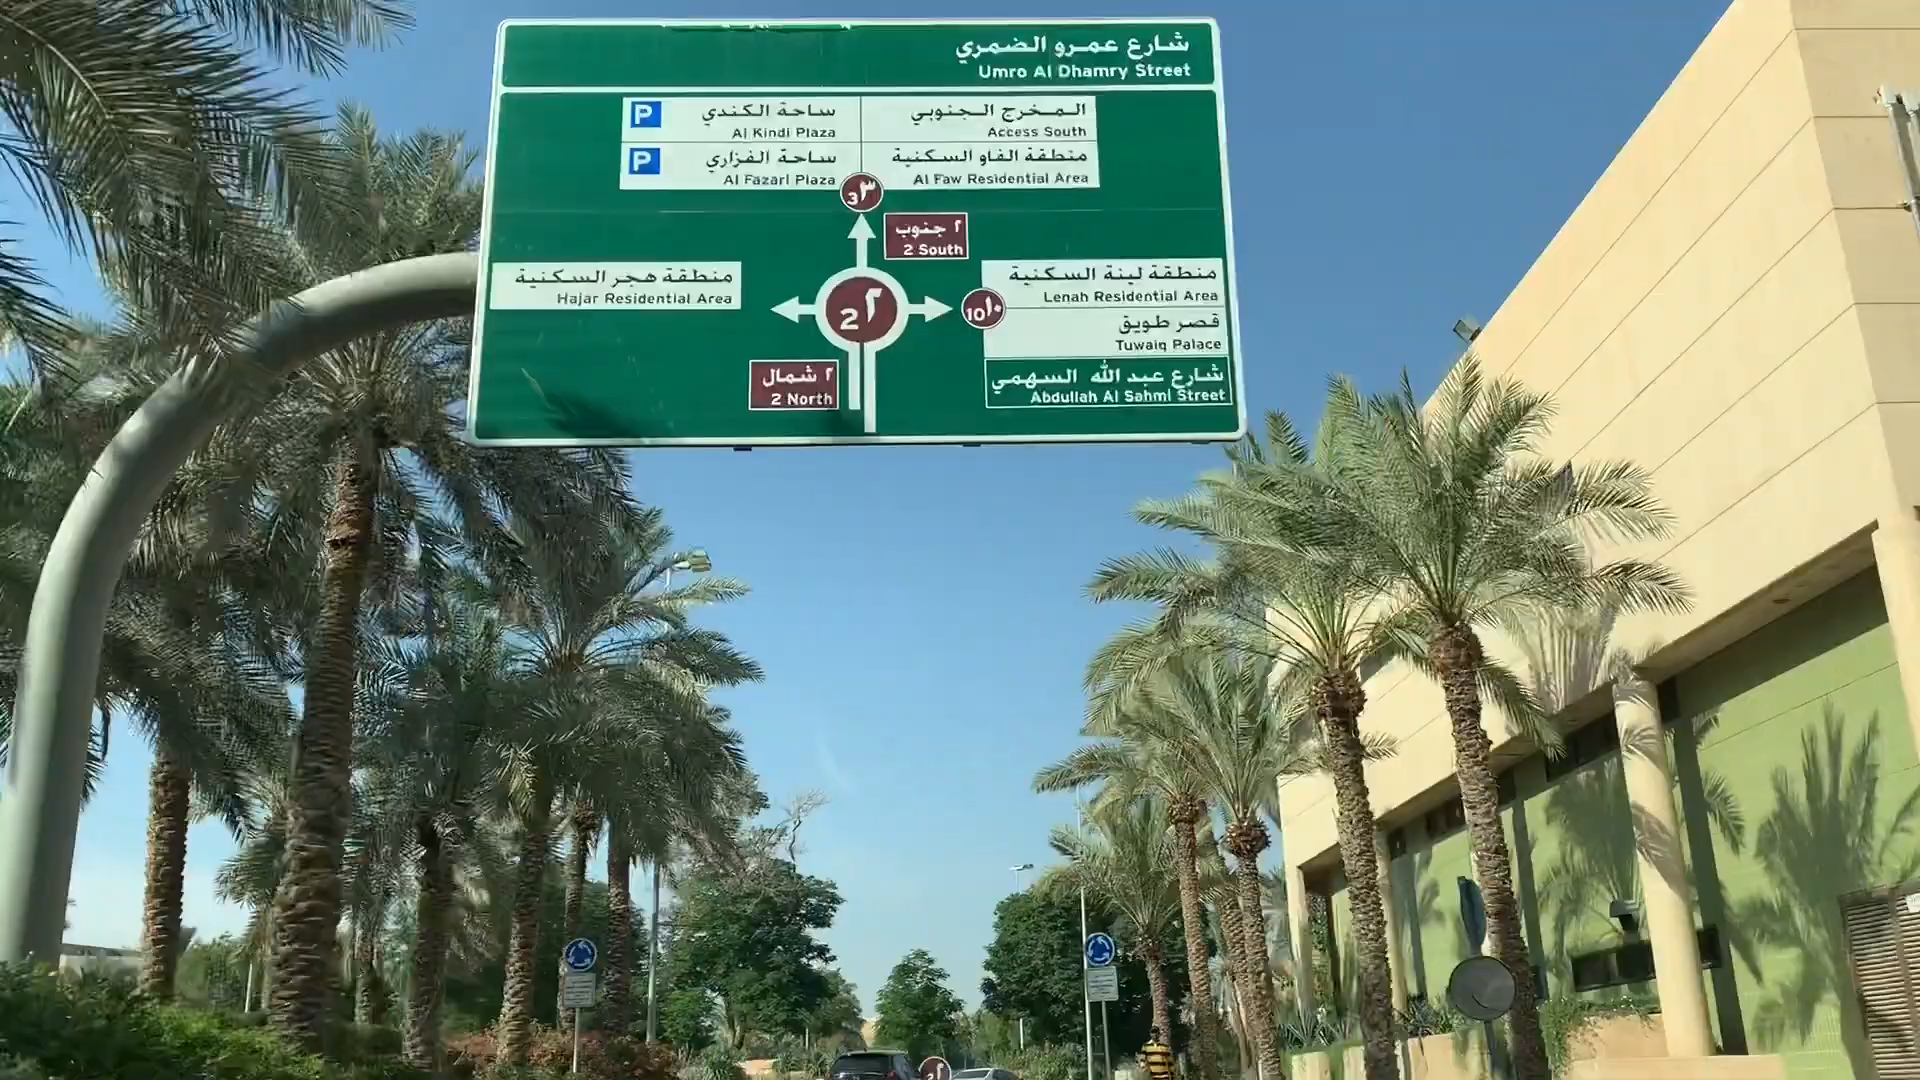 شارع عمرو الضمري
Umro Al Dhamry Street
P ساحة الكندي
Al Kindi Plaza
المخرج الجنوبي
Access South
P ساحة الفزاري
Al Fazari Plaza
منطقة الفاو السكنية
Al Faw Residential Area
3 ٣
٢ جنوب
2 South
منطقة هجر السكنية
Hajar Residential Area
2 ٢
10 ١٠
منطقة لينة السكنية
Lenah Residential Area
قصر طويق
Tuwaiq Palace
٢ شمال
2 North
شارع عبد الله السهمي
Abdullah Al Sahmi Street
2 ٢